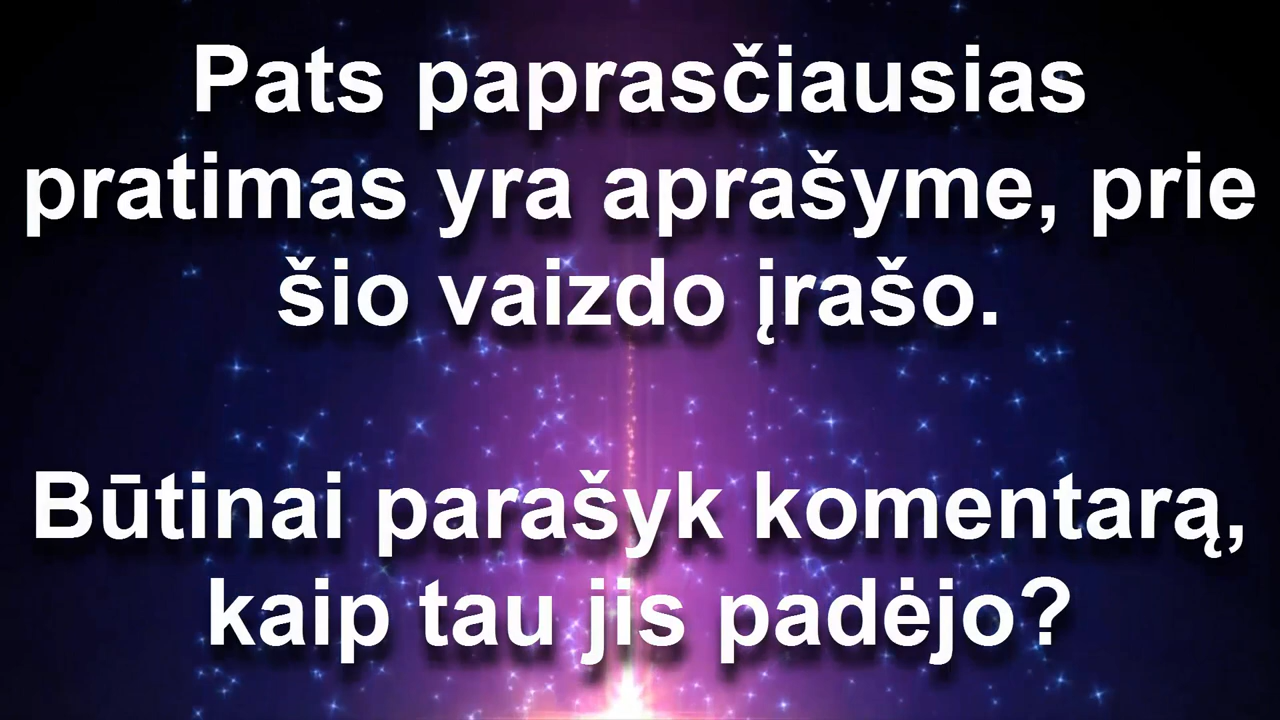 Pats paprasčiausias
pratimas yra aprašyme, prie
šio vaizdo įrašo.
Būtinai parašyk komentarą,
kaip tau jis padėjo?